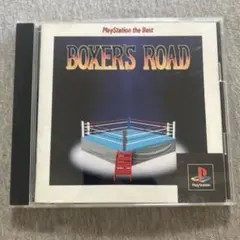 PlayStation the Best
BOXER'S ROAD
PlayStation